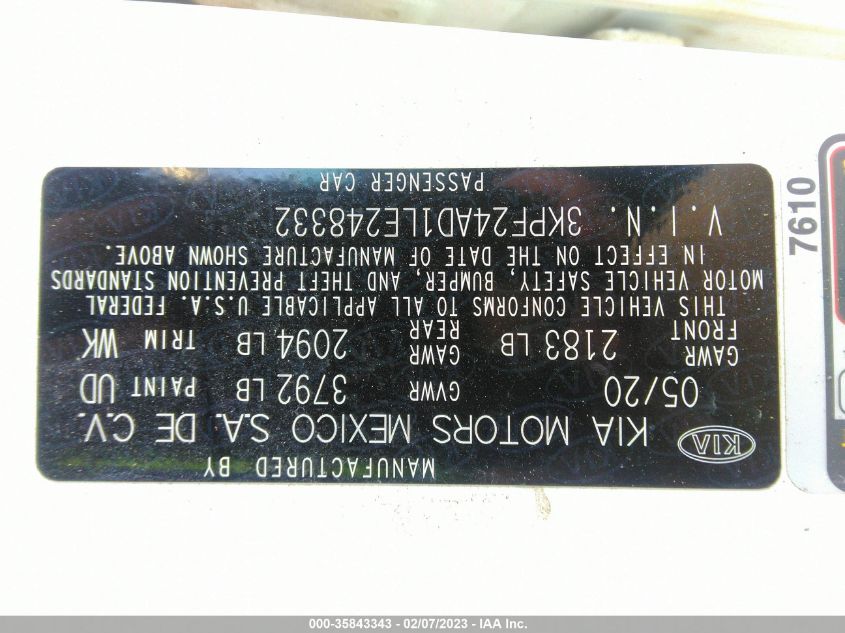 MANUFACTURED BY
KIA KIA MOTORS MEXICO S.A. DE C.V.
05/20 GVWR 3792 LB PAINT UD
GAWR FRONT 2183 LB GAWR REAR 2094 LB TRIM WK
THIS VEHICLE CONFORMS TO ALL APPLICABLE U.S.A. FEDERAL
MOTOR VEHICLE SAFETY, BUMPER, AND THEFT PREVENTION STANDARDS
IN EFFECT ON THE DATE OF MANUFACTURE SHOWN ABOVE.
V.I.N. 3KPF24AD1LE248332
PASSENGER CAR
7610
000-35843343 - 02/07/2023 - IAA Inc.